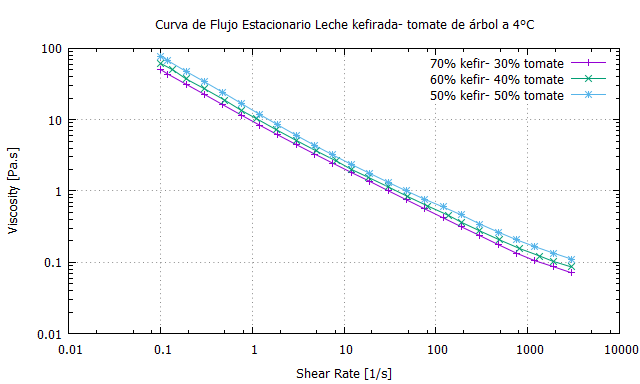 Curva de Flujo Estacionario Leche kefirada- tomate de árbol a 4ºC
100
10
1
0.1
0.01
Viscosity [Pa.s]
70% kefir- 30% tomate
60% kefir- 40% tomate
50% kefir- 50% tomate
0.01 0.1 1 10 100 1000 10000
Shear Rate [1/s]